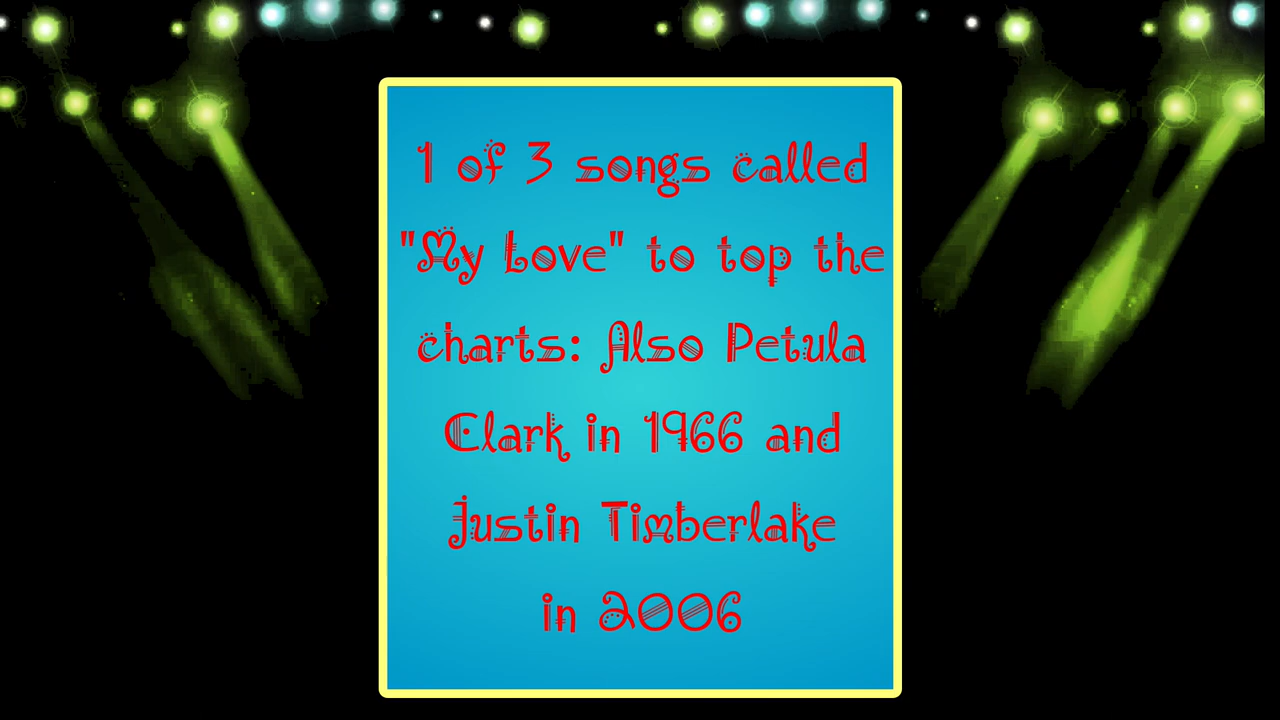 1 of 3 songs called
"My Love" to top the
charts: Also Petula
Clark in 1966 and
Justin Timberlake
in 2006